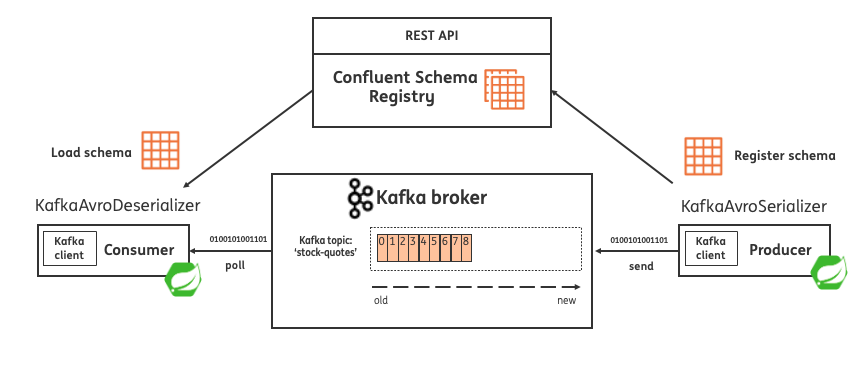 REST API
Confluent Schema
Registry
Load schema
Register schema
KafkaAvroDeserializer
KafkaAvroSerializer
Kafka broker
Kafka
client
Consumer
0100101001101
poll
Kafka topic:
‘stock-quotes’
0 1 2 3 4 5 6 7 8
old
new
0100101001101
send
Kafka
client
Producer